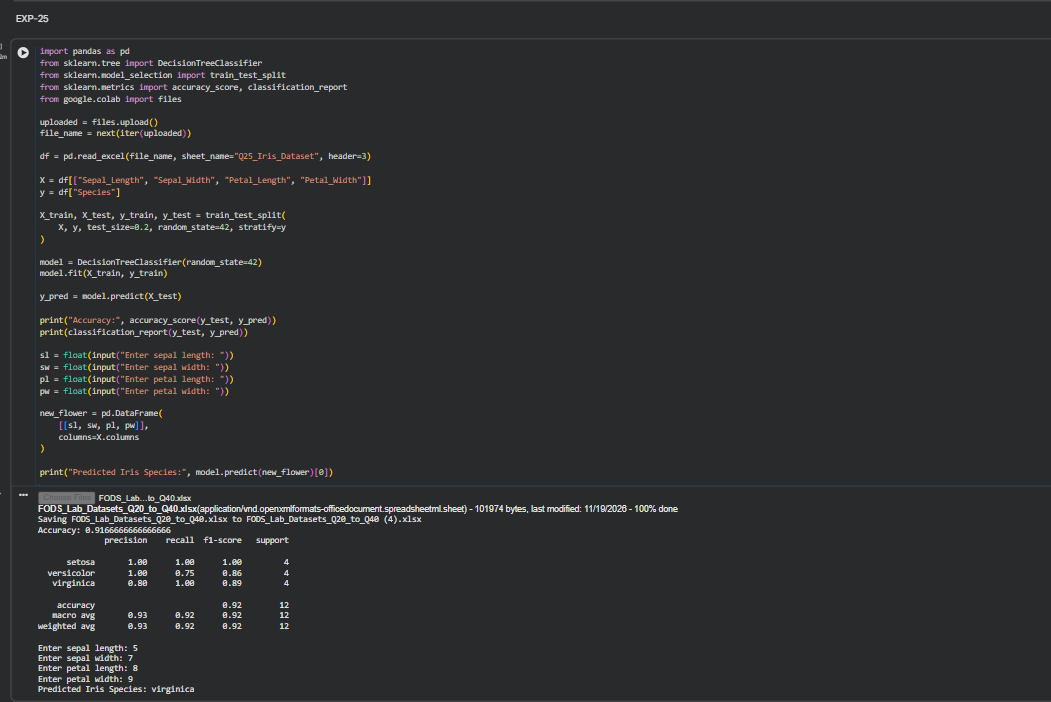 EXP-25
import pandas as pd
from sklearn.tree import DecisionTreeClassifier
from sklearn.model_selection import train_test_split
from sklearn.metrics import accuracy_score, classification_report
from google.colab import files
uploaded = files.upload()
file_name = next(iter(uploaded))
df = pd.read_excel(file_name, sheet_name="Q25_Iris_Dataset", header=3)
X = df[["Sepal_Length", "Sepal_Width", "Petal_Length", "Petal_Width"]]
y = df["Species"]
X_train, X_test, y_train, y_test = train_test_split(
    X, y, test_size=0.2, random_state=42, stratify=y
)
model = DecisionTreeClassifier(random_state=42)
model.fit(X_train, y_train)
y_pred = model.predict(X_test)
print("Accuracy:", accuracy_score(y_test, y_pred))
print(classification_report(y_test, y_pred))
sl = float(input("Enter sepal length: "))
sw = float(input("Enter sepal width: "))
pl = float(input("Enter petal length: "))
pw = float(input("Enter petal width: "))
new_flower = pd.DataFrame(
    [[sl, sw, pl, pw]],
    columns=X.columns
)
print("Predicted Iris Species:", model.predict(new_flower)[0])
Choose Files FODS_Lab...to_Q40.xlsx
FODS_Lab_Datasets_Q20_to_Q40.xlsx(application/vnd.openxmlformats-officedocument.spreadsheetml.sheet) - 101974 bytes, last modified: 11/19/2026 - 100% done
Saving FODS_Lab_Datasets_Q20_to_Q40.xlsx to FODS_Lab_Datasets_Q20_to_Q40 (4).xlsx
Accuracy: 0.9166666666666666
precision recall f1-score support
setosa 1.00 1.00 1.00 4
versicolor 1.00 0.75 0.86 4
virginica 0.80 1.00 0.89 4
accuracy 0.92 12
macro avg 0.93 0.92 0.92 12
weighted avg 0.93 0.92 0.92 12
Enter sepal length: 5
Enter sepal width: 7
Enter petal length: 8
Enter petal width: 9
Predicted Iris Species: virginica